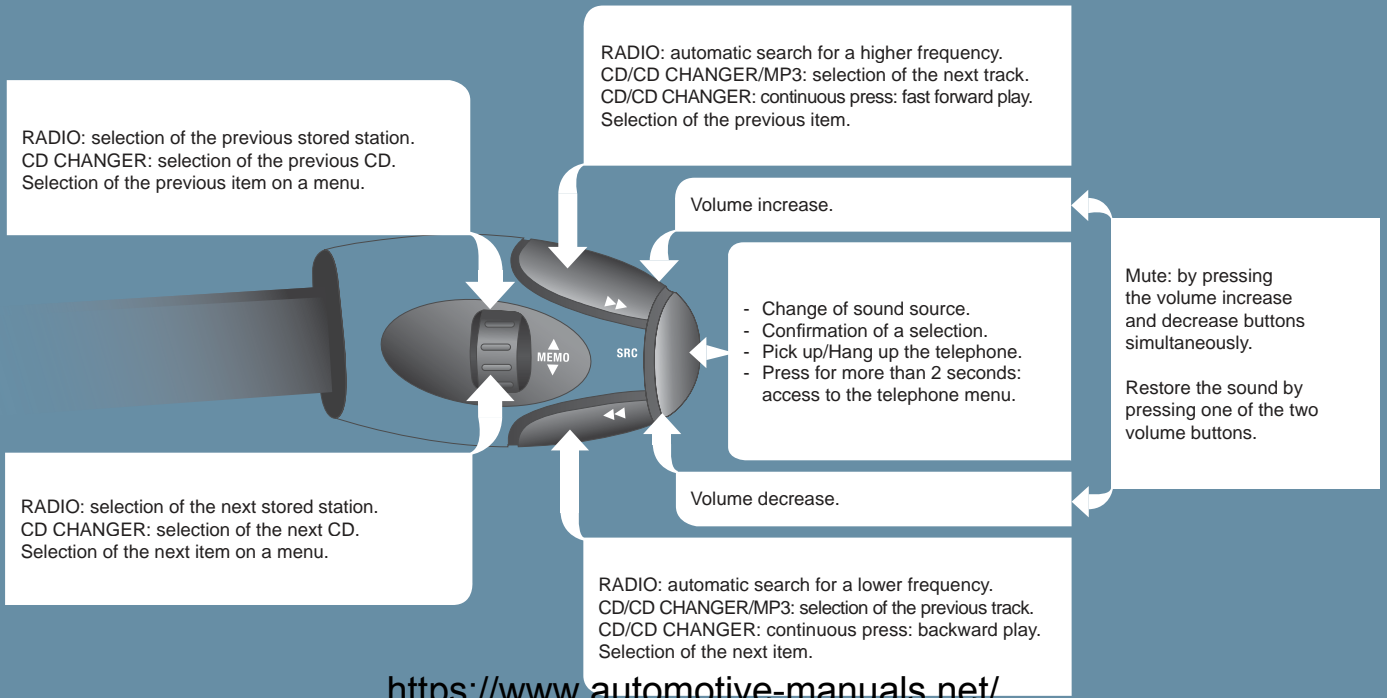 RADIO: automatic search for a higher frequency.
CD/CD CHANGER/MP3: selection of the next track.
CD/CD CHANGER: continuous press: fast forward play.
Selection of the previous item.
RADIO: selection of the previous stored station.
CD CHANGER: selection of the previous CD.
Selection of the previous item on a menu.
Volume increase.
Mute: by pressing
the volume increase
and decrease buttons
simultaneously.
Restore the sound by
pressing one of the two
volume buttons.
- Change of sound source.
- Confirmation of a selection.
- Pick up/Hang up the telephone.
- Press for more than 2 seconds:
access to the telephone menu.
MEMO
SRC
RADIO: selection of the next stored station.
CD CHANGER: selection of the next CD.
Selection of the next item on a menu.
Volume decrease.
RADIO: automatic search for a lower frequency.
CD/CD CHANGER/MP3: selection of the previous track.
CD/CD CHANGER: continuous press: backward play.
Selection of the next item.
https://www.automotive-manuals.net/